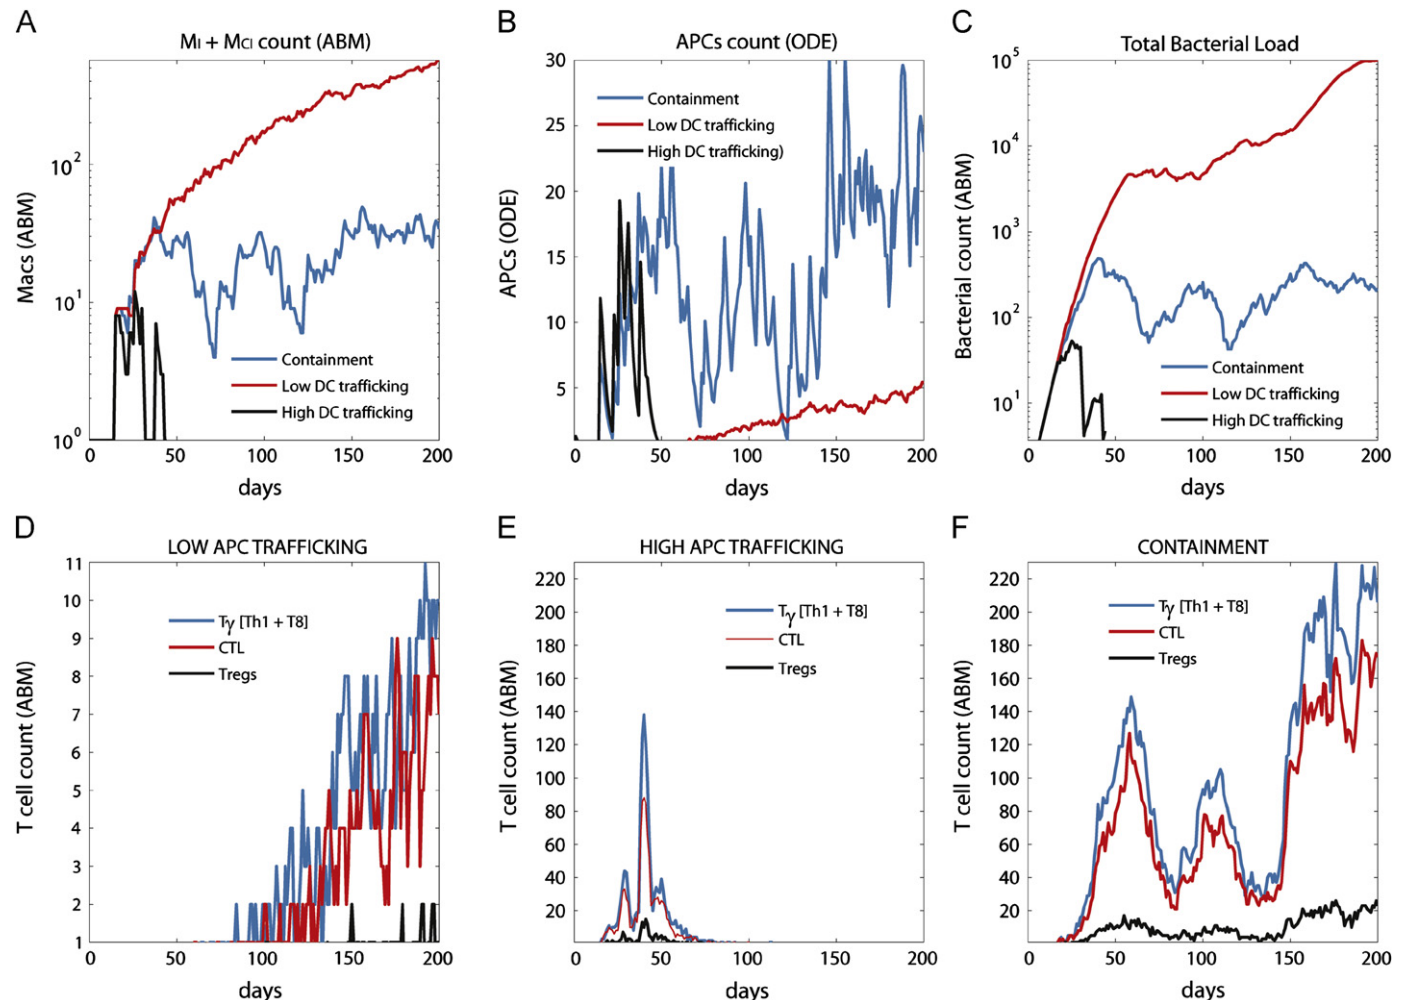 A
MI + MCI count (ABM)
Macs (ABM)
10²
10¹
10⁰
Containment
Low DC trafficking
High DC trafficking
0 50 100 150 200
days
B
APCs count (ODE)
APCs (ODE)
30
25
20
15
10
5
Containment
Low DC trafficking
High DC trafficking)
0 50 100 150 200
days
C
Total Bacterial Load
Bacterial count (ABM)
10⁵
10⁴
10³
10²
10¹
Containment
Low DC trafficking
High DC trafficking
0 50 100 150 200
days
D
LOW APC TRAFFICKING
T cell count (ABM)
11
10
9
8
7
6
5
4
3
2
1
Tγ [Th1 + T8]
CTL
Tregs
0 50 100 150 200
days
E
HIGH APC TRAFFICKING
T cell count (ABM)
220
200
180
160
140
120
100
80
60
40
20
Tγ [Th1 + T8]
CTL
Tregs
0 50 100 150 200
days
F
CONTAINMENT
T cell count (ABM)
220
200
180
160
140
120
100
80
60
40
20
Tγ [Th1 + T8]
CTL
Tregs
0 50 100 150 200
days